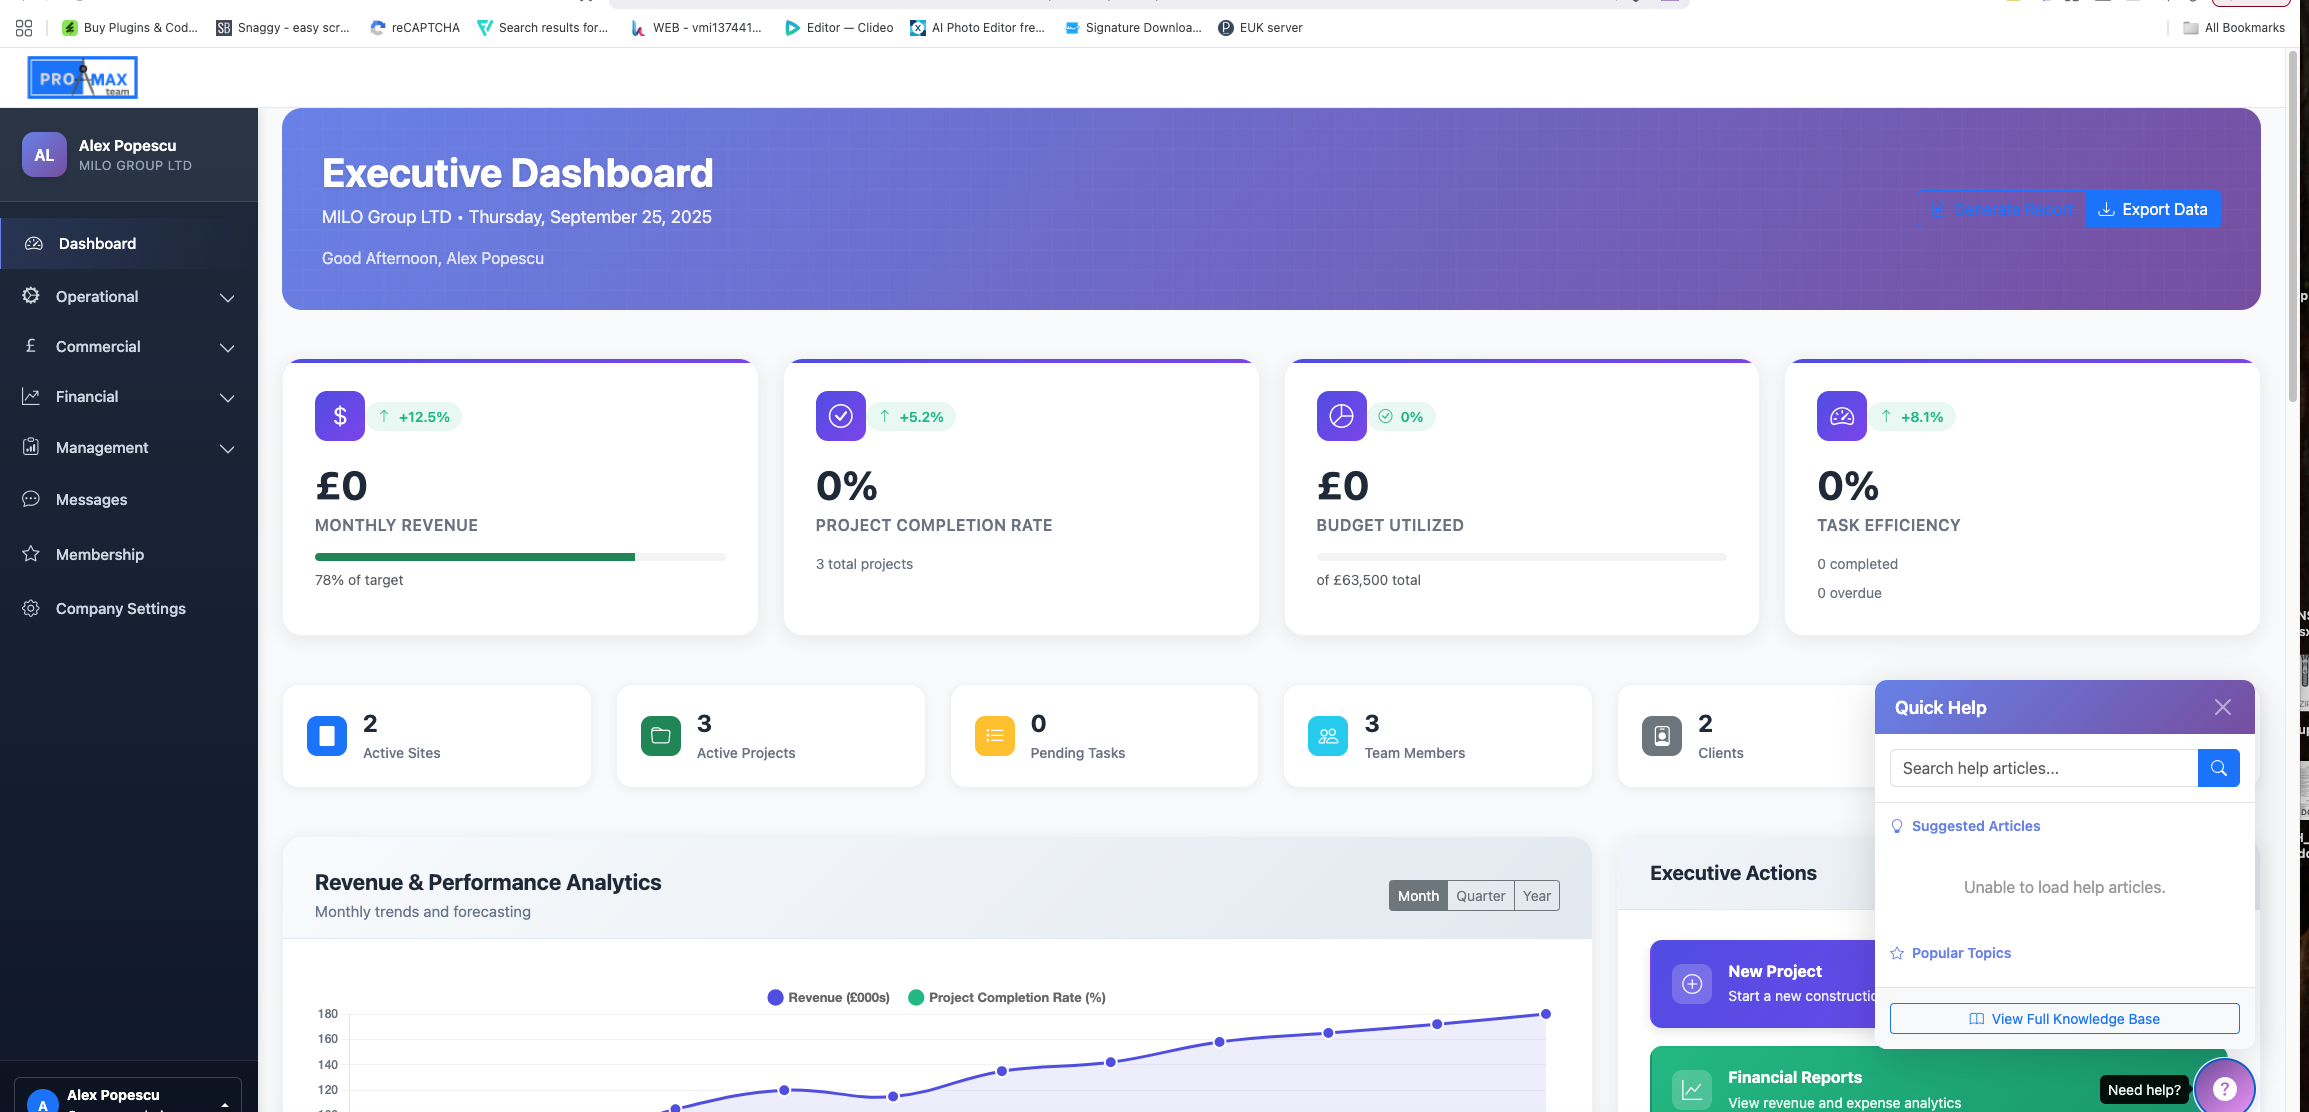 Buy Plugins & Cod...
SB Snaggy - easy scr...
reCAPTCHA
Search results for...
WEB - vmi137441...
Editor — Clideo
AI Photo Editor fre...
Signature Downloa...
EUK server
All Bookmarks
PRO MAX
team
AL
Alex Popescu
MILO GROUP LTD
Dashboard
Operational
£ Commercial
Financial
Management
Messages
Membership
Company Settings
A
Alex Popescu
Executive Dashboard
MILO Group LTD • Thursday, September 25, 2025
Good Afternoon, Alex Popescu
Generate Report
Export Data
$ +12.5%
£0
MONTHLY REVENUE
78% of target
+5.2%
0%
PROJECT COMPLETION RATE
3 total projects
0%
£0
BUDGET UTILIZED
of £63,500 total
+8.1%
0%
TASK EFFICIENCY
0 completed
0 overdue
2
Active Sites
3
Active Projects
0
Pending Tasks
3
Team Members
2
Clients
Revenue & Performance Analytics
Monthly trends and forecasting
Month Quarter Year
Revenue (£000s) Project Completion Rate (%)
180
160
140
120
Executive Actions
New Project
Start a new constructic
Financial Reports
View revenue and expense analytics
Quick Help
Search help articles...
Suggested Articles
Unable to load help articles.
Popular Topics
View Full Knowledge Base
Need help?
?